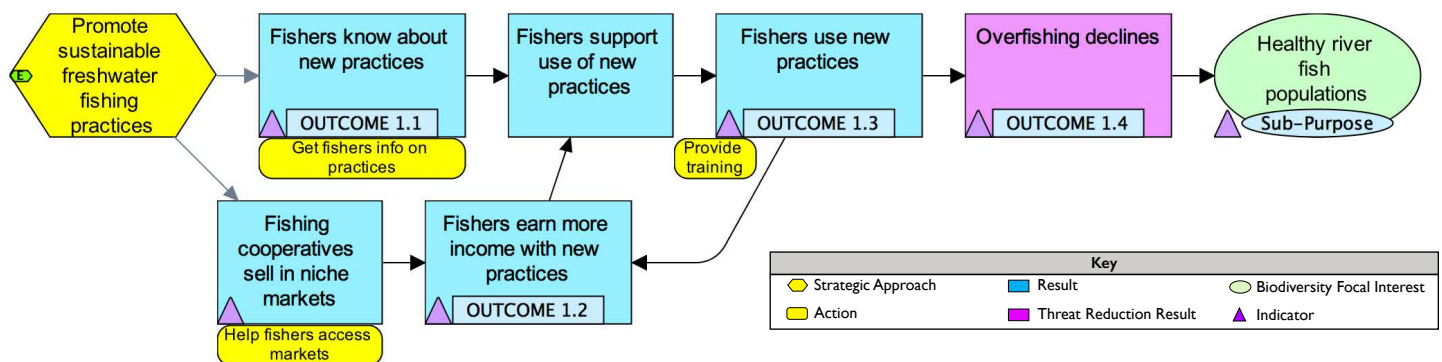 Promote
sustainable
freshwater
fishing
practices
E
Fishers know about
new practices
OUTCOME 1.1
Get fishers info on
practices
Fishers support
use of new
practices
Fishers use new
practices
OUTCOME 1.3
Provide
training
Overfishing declines
OUTCOME 1.4
Healthy river
fish
populations
Sub-Purpose
Fishing
cooperatives
sell in niche
markets
Help fishers access
markets
Fishers earn more
income with new
practices
OUTCOME 1.2
Key
Strategic Approach
Result
Biodiversity Focal Interest
Action
Threat Reduction Result
Indicator